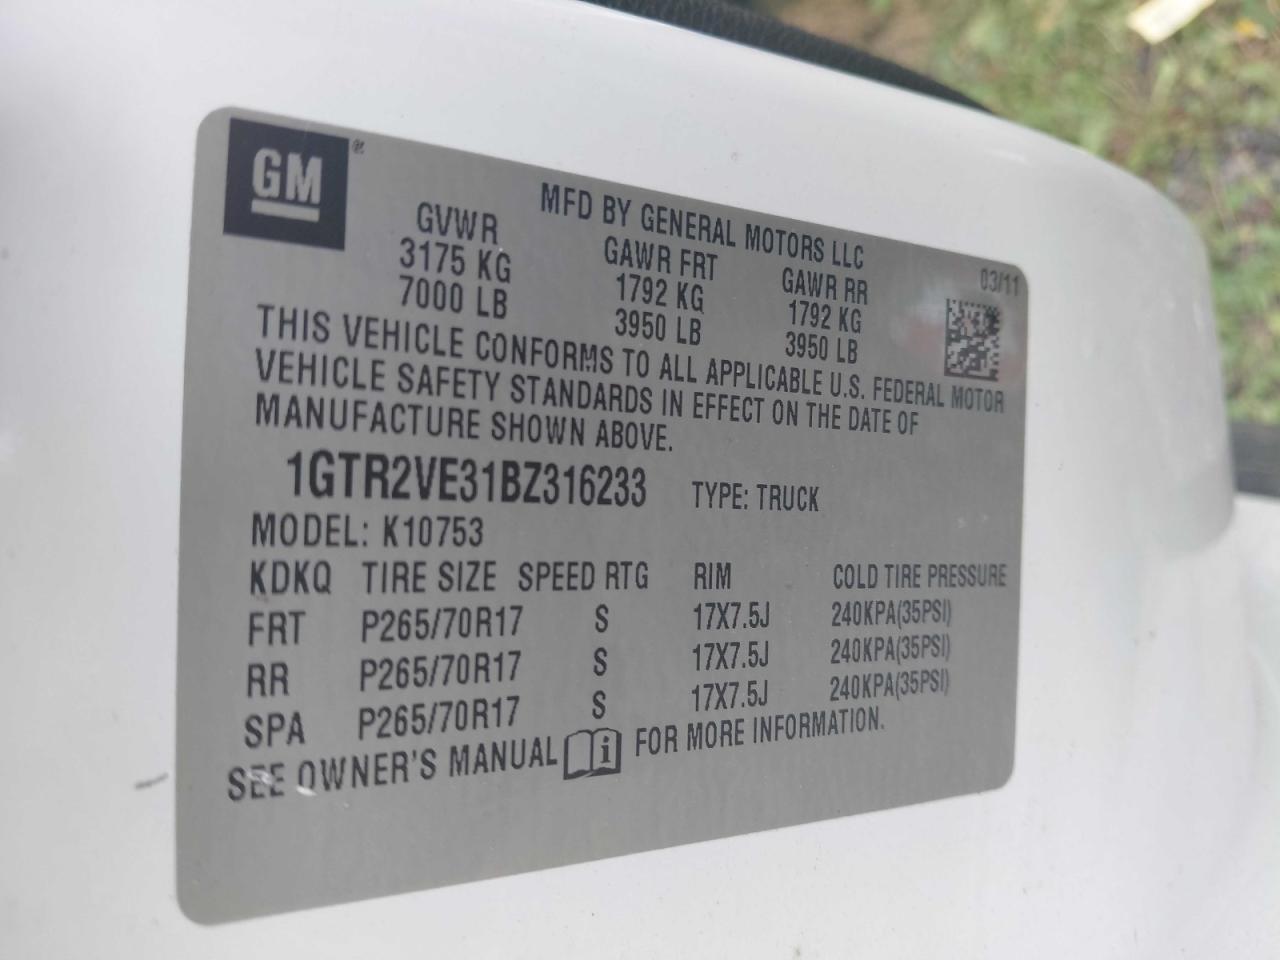 GM®
MFD BY GENERAL MOTORS LLC
03/11
GVWR GAWR FRT GAWR RR
3175 KG 1792 KG 1792 KG
7000 LB 3950 LB 3950 LB
THIS VEHICLE CONFORMS TO ALL APPLICABLE U.S. FEDERAL MOTOR
VEHICLE SAFETY STANDARDS IN EFFECT ON THE DATE OF
MANUFACTURE SHOWN ABOVE.
1GTR2VE31BZ316233 TYPE: TRUCK
MODEL: K10753
KDKQ TIRE SIZE SPEED RTG RIM COLD TIRE PRESSURE
FRT P265/70R17 S 17X7.5J 240KPA(35PSI)
RR P265/70R17 S 17X7.5J 240KPA(35PSI)
SPA P265/70R17 S 17X7.5J 240KPA(35PSI)
SEE OWNER'S MANUAL i FOR MORE INFORMATION.